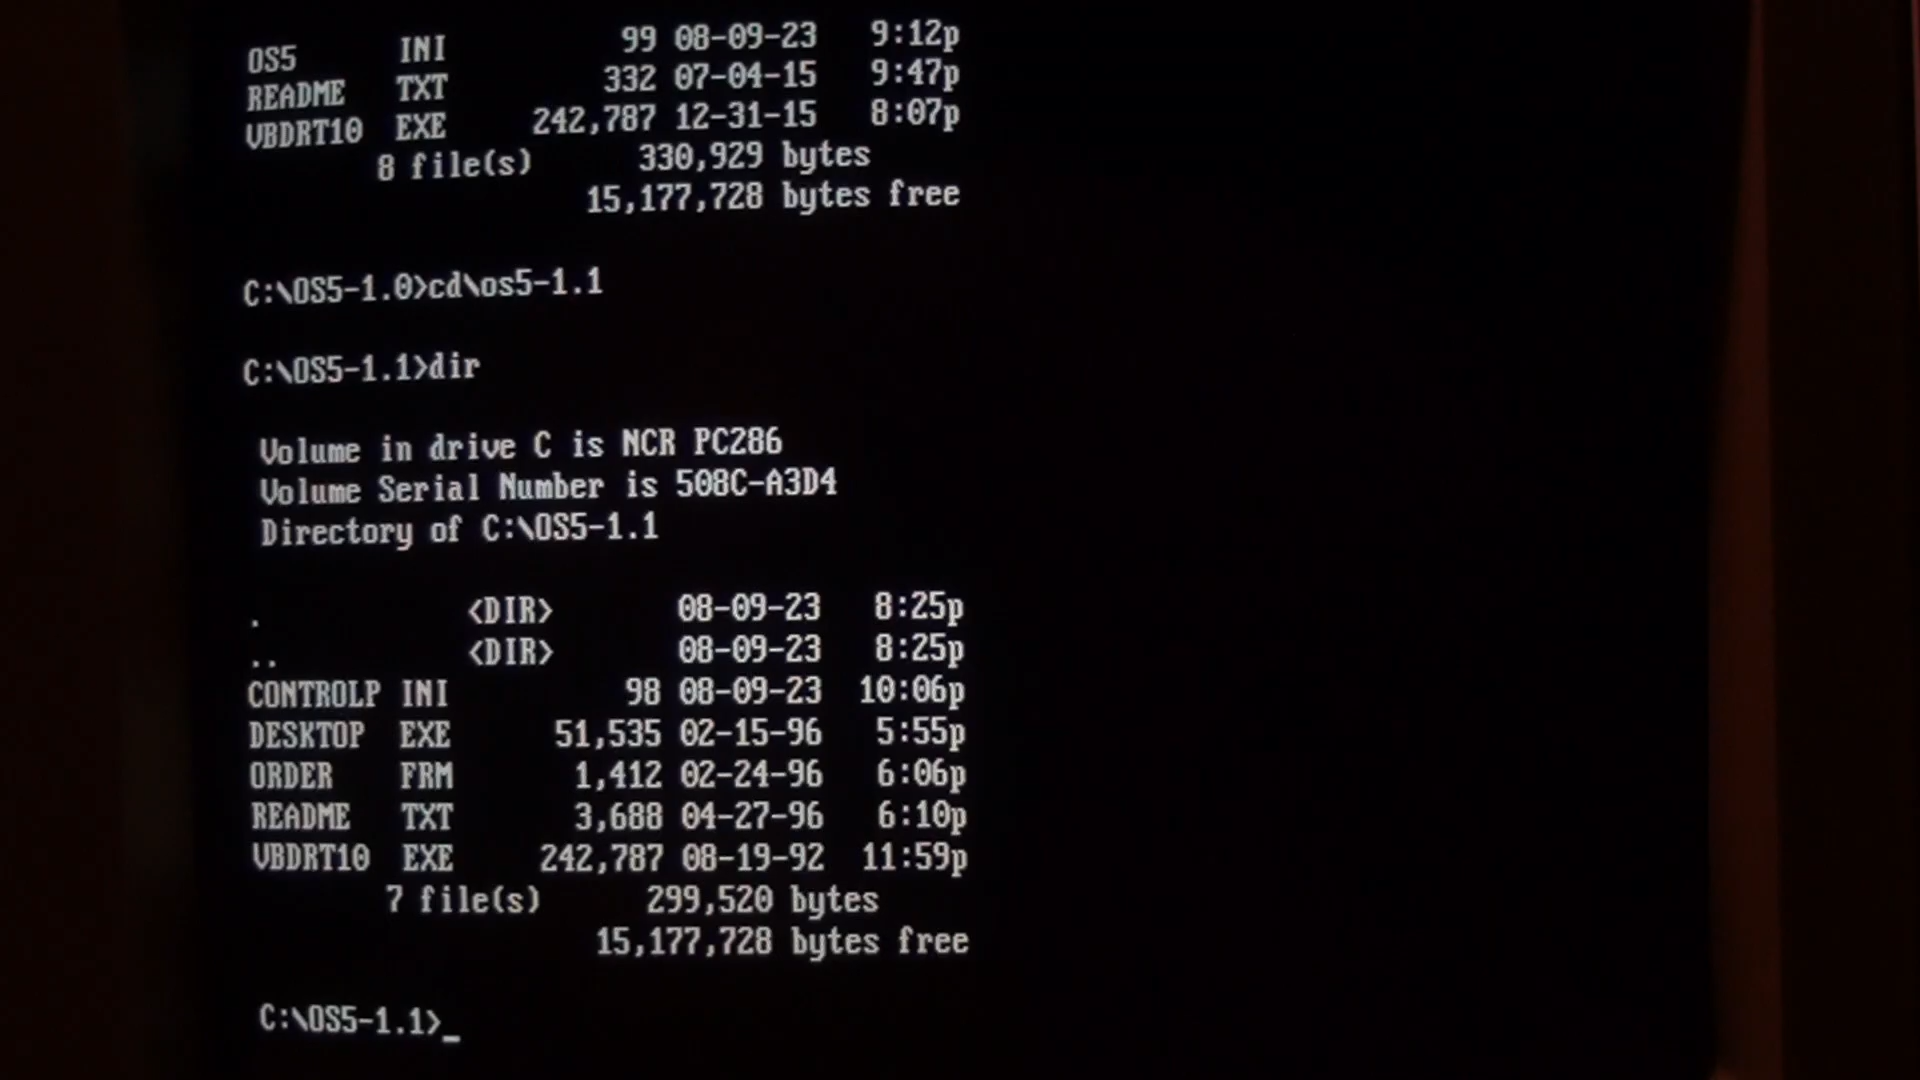 OS5      INI            99 08-09-23   9:12p
README   TXT           332 07-04-15   9:47p
VBDRT10  EXE       242,787 12-31-15   8:07p
        8 file(s)        330,929 bytes
                      15,177,728 bytes free
C:\OS5-1.0>cd\os5-1.1
C:\OS5-1.1>dir
Volume in drive C is NCR PC286
Volume Serial Number is 508C-A3D4
Directory of C:\OS5-1.1
.            <DIR>        08-09-23   8:25p
..           <DIR>        08-09-23   8:25p
CONTROLP INI            98 08-09-23  10:06p
DESKTOP  EXE        51,535 02-15-96   5:55p
ORDER    FRM         1,412 02-24-96   6:06p
README   TXT         3,688 04-27-96   6:10p
VBDRT10  EXE       242,787 08-19-92  11:59p
        7 file(s)        299,520 bytes
                      15,177,728 bytes free
C:\OS5-1.1>_